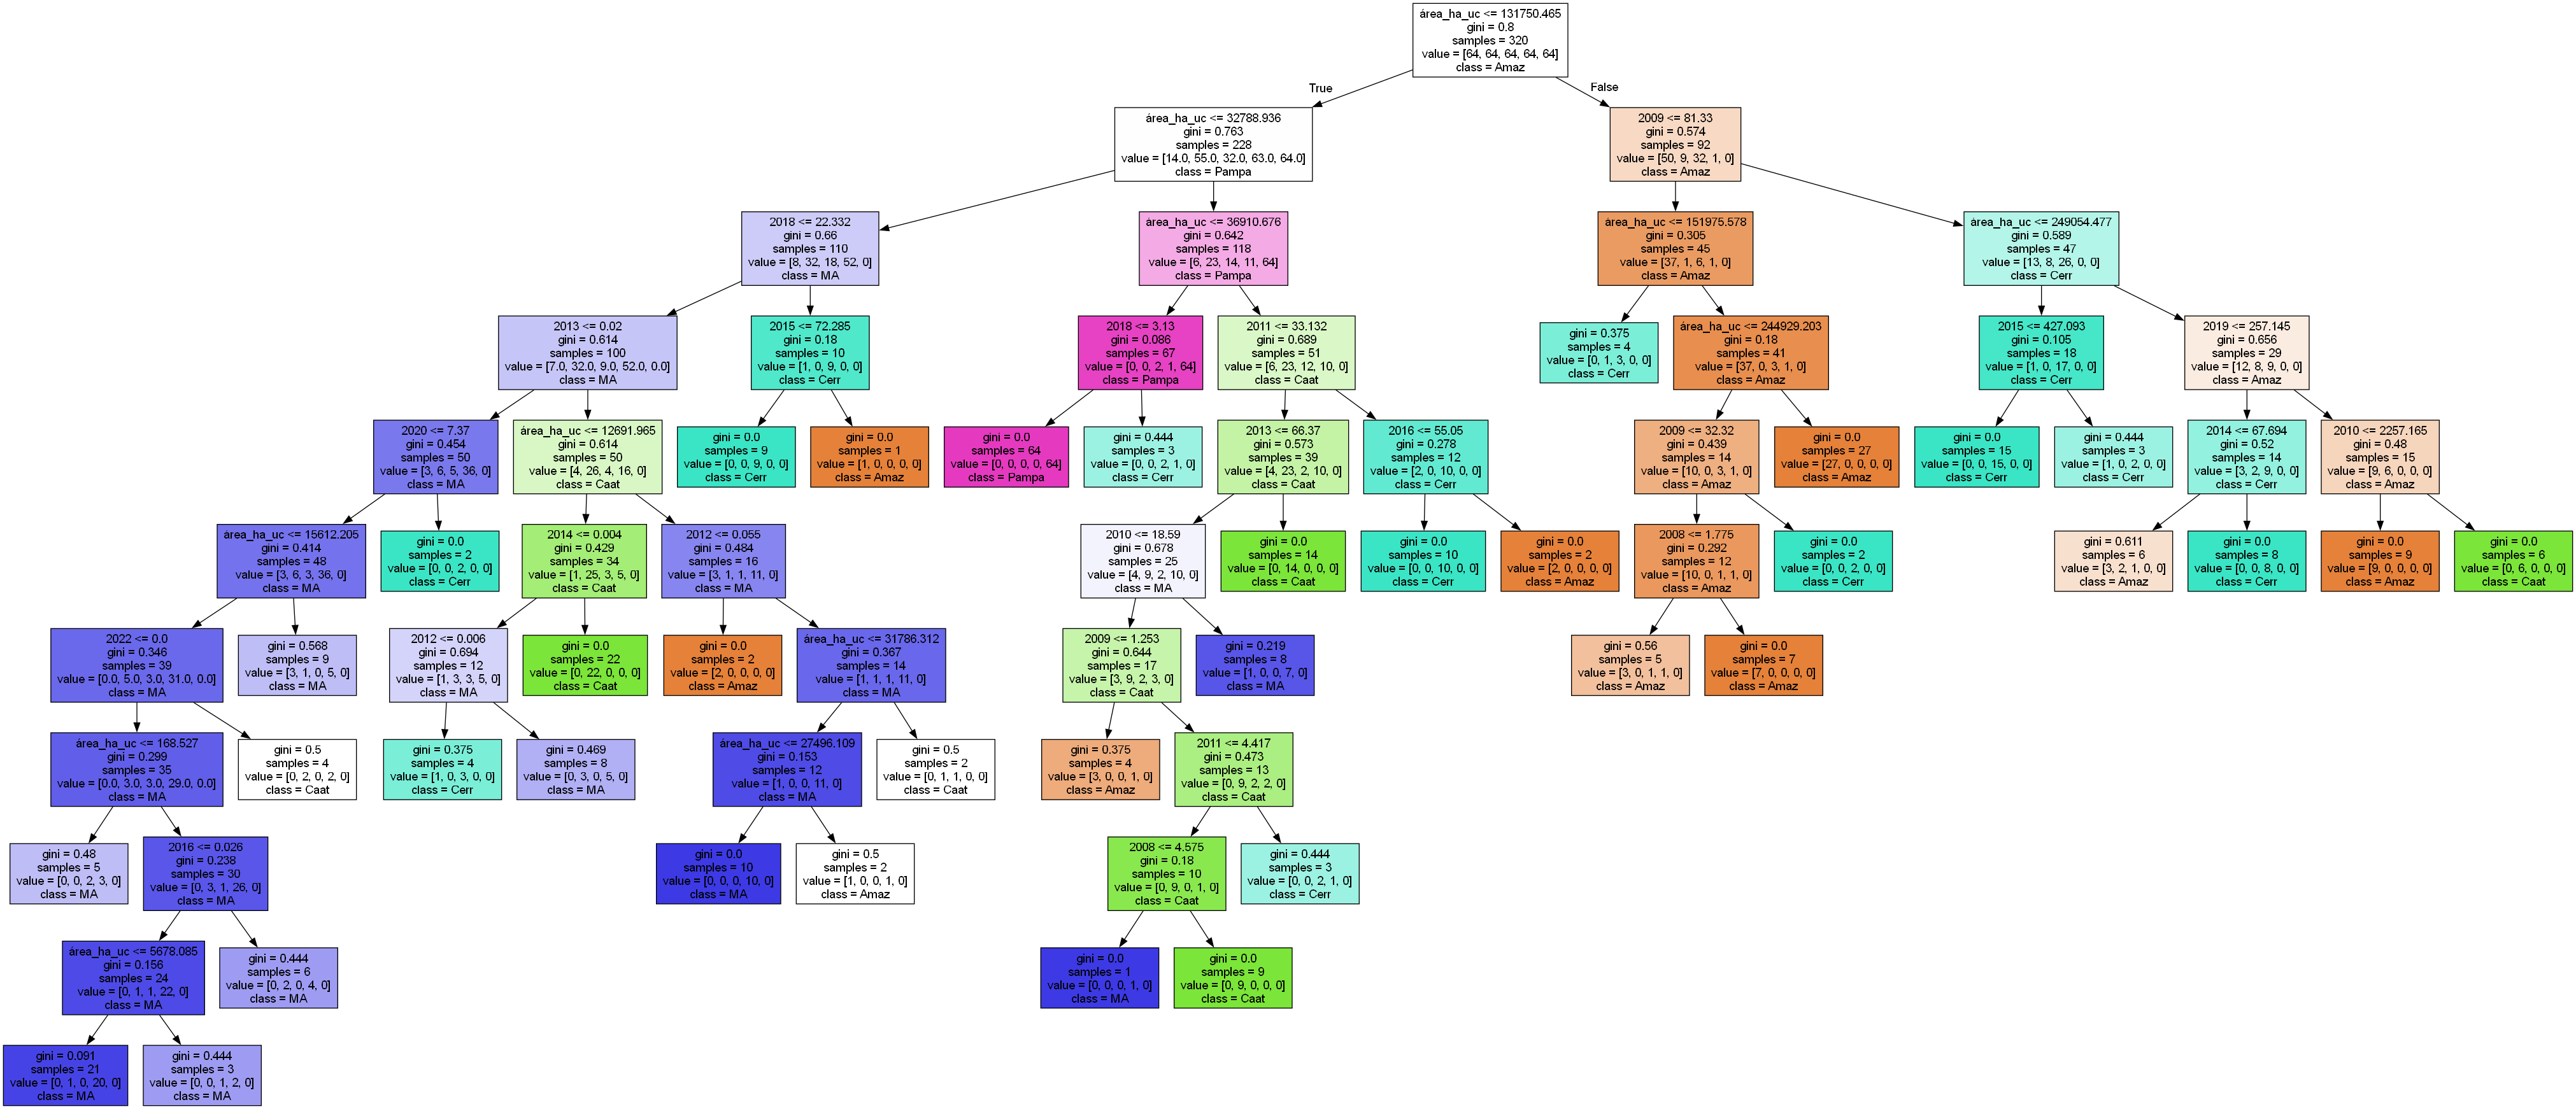 área_ha_uc <= 131750.465
gini = 0.8
samples = 320
value = [64, 64, 64, 64, 64]
class = Amaz
True
False
área_ha_uc <= 32788.936
gini = 0.763
samples = 228
value = [14.0, 55.0, 32.0, 63.0, 64.0]
class = Pampa
2009 <= 81.33
gini = 0.574
samples = 92
value = [50, 9, 32, 1, 0]
class = Amaz
2018 <= 22.332
gini = 0.66
samples = 110
value = [8, 32, 18, 52, 0]
class = MA
área_ha_uc <= 36910.676
gini = 0.642
samples = 118
value = [6, 23, 14, 11, 64]
class = Pampa
área_ha_uc <= 151975.578
gini = 0.305
samples = 45
value = [37, 1, 6, 1, 0]
class = Amaz
área_ha_uc <= 249054.477
gini = 0.589
samples = 47
value = [13, 8, 26, 0, 0]
class = Cerr
2013 <= 0.02
gini = 0.614
samples = 100
value = [7.0, 32.0, 9.0, 52.0, 0.0]
class = MA
2015 <= 72.285
gini = 0.18
samples = 10
value = [1, 0, 9, 0, 0]
class = Cerr
2018 <= 3.13
gini = 0.086
samples = 67
value = [0, 0, 2, 1, 64]
class = Pampa
2011 <= 33.132
gini = 0.689
samples = 51
value = [6, 23, 12, 10, 0]
class = Caat
gini = 0.375
samples = 4
value = [0, 1, 3, 0, 0]
class = Cerr
área_ha_uc <= 244929.203
gini = 0.18
samples = 41
value = [37, 0, 3, 1, 0]
class = Amaz
2015 <= 427.093
gini = 0.105
samples = 18
value = [1, 0, 17, 0, 0]
class = Cerr
2019 <= 257.145
gini = 0.656
samples = 29
value = [12, 8, 9, 0, 0]
class = Amaz
2020 <= 7.37
gini = 0.454
samples = 50
value = [3, 6, 5, 36, 0]
class = MA
área_ha_uc <= 12691.965
gini = 0.614
samples = 50
value = [4, 26, 4, 16, 0]
class = Caat
gini = 0.0
samples = 9
value = [0, 0, 9, 0, 0]
class = Cerr
gini = 0.0
samples = 1
value = [1, 0, 0, 0, 0]
class = Amaz
gini = 0.0
samples = 64
value = [0, 0, 0, 0, 64]
class = Pampa
gini = 0.444
samples = 3
value = [0, 0, 2, 1, 0]
class = Cerr
2013 <= 66.37
gini = 0.573
samples = 39
value = [4, 23, 2, 10, 0]
class = Caat
2016 <= 55.05
gini = 0.278
samples = 12
value = [2, 0, 10, 0, 0]
class = Cerr
2009 <= 32.32
gini = 0.439
samples = 14
value = [10, 0, 3, 1, 0]
class = Amaz
gini = 0.0
samples = 27
value = [27, 0, 0, 0, 0]
class = Amaz
gini = 0.0
samples = 15
value = [0, 0, 15, 0, 0]
class = Cerr
gini = 0.444
samples = 3
value = [1, 0, 2, 0, 0]
class = Cerr
2014 <= 67.694
gini = 0.52
samples = 14
value = [3, 2, 9, 0, 0]
class = Cerr
2010 <= 2257.165
gini = 0.48
samples = 15
value = [9, 6, 0, 0, 0]
class = Amaz
área_ha_uc <= 15612.205
gini = 0.414
samples = 48
value = [3, 6, 3, 36, 0]
class = MA
gini = 0.0
samples = 2
value = [0, 0, 2, 0, 0]
class = Cerr
2014 <= 0.004
gini = 0.429
samples = 34
value = [1, 25, 3, 5, 0]
class = Caat
2012 <= 0.055
gini = 0.484
samples = 16
value = [3, 1, 1, 11, 0]
class = MA
2010 <= 18.59
gini = 0.678
samples = 25
value = [4, 9, 2, 10, 0]
class = MA
gini = 0.0
samples = 14
value = [0, 14, 0, 0, 0]
class = Caat
gini = 0.0
samples = 10
value = [0, 0, 10, 0, 0]
class = Cerr
gini = 0.0
samples = 2
value = [2, 0, 0, 0, 0]
class = Amaz
2008 <= 1.775
gini = 0.292
samples = 12
value = [10, 0, 1, 1, 0]
class = Amaz
gini = 0.0
samples = 2
value = [0, 0, 2, 0, 0]
class = Cerr
gini = 0.611
samples = 6
value = [3, 2, 1, 0, 0]
class = Amaz
gini = 0.0
samples = 8
value = [0, 0, 8, 0, 0]
class = Cerr
gini = 0.0
samples = 9
value = [9, 0, 0, 0, 0]
class = Amaz
gini = 0.0
samples = 6
value = [0, 6, 0, 0, 0]
class = Caat
2022 <= 0.0
gini = 0.346
samples = 39
value = [0.0, 5.0, 3.0, 31.0, 0.0]
class = MA
gini = 0.568
samples = 9
value = [3, 1, 0, 5, 0]
class = MA
2012 <= 0.006
gini = 0.694
samples = 12
value = [1, 3, 3, 5, 0]
class = MA
gini = 0.0
samples = 22
value = [0, 22, 0, 0, 0]
class = Caat
gini = 0.0
samples = 2
value = [2, 0, 0, 0, 0]
class = Amaz
área_ha_uc <= 31786.312
gini = 0.367
samples = 14
value = [1, 1, 1, 11, 0]
class = MA
2009 <= 1.253
gini = 0.644
samples = 17
value = [3, 9, 2, 3, 0]
class = Caat
gini = 0.219
samples = 8
value = [1, 0, 0, 7, 0]
class = MA
gini = 0.56
samples = 5
value = [3, 0, 1, 1, 0]
class = Amaz
gini = 0.0
samples = 7
value = [7, 0, 0, 0, 0]
class = Amaz
área_ha_uc <= 168.527
gini = 0.299
samples = 35
value = [0.0, 3.0, 3.0, 29.0, 0.0]
class = MA
gini = 0.5
samples = 4
value = [0, 2, 0, 2, 0]
class = Caat
gini = 0.375
samples = 4
value = [1, 0, 3, 0, 0]
class = Cerr
gini = 0.469
samples = 8
value = [0, 3, 0, 5, 0]
class = MA
área_ha_uc <= 27496.109
gini = 0.153
samples = 12
value = [1, 0, 0, 11, 0]
class = MA
gini = 0.5
samples = 2
value = [0, 1, 1, 0, 0]
class = Caat
gini = 0.375
samples = 4
value = [3, 0, 0, 1, 0]
class = Amaz
2011 <= 4.417
gini = 0.473
samples = 13
value = [0, 9, 2, 2, 0]
class = Caat
gini = 0.48
samples = 5
value = [0, 0, 2, 3, 0]
class = MA
2016 <= 0.026
gini = 0.238
samples = 30
value = [0, 3, 1, 26, 0]
class = MA
gini = 0.0
samples = 10
value = [0, 0, 0, 10, 0]
class = MA
gini = 0.5
samples = 2
value = [1, 0, 0, 1, 0]
class = Amaz
2008 <= 4.575
gini = 0.18
samples = 10
value = [0, 9, 0, 1, 0]
class = Caat
gini = 0.444
samples = 3
value = [0, 0, 2, 1, 0]
class = Cerr
área_ha_uc <= 5678.085
gini = 0.156
samples = 24
value = [0, 1, 1, 22, 0]
class = MA
gini = 0.444
samples = 6
value = [0, 2, 0, 4, 0]
class = MA
gini = 0.0
samples = 1
value = [0, 0, 0, 1, 0]
class = MA
gini = 0.0
samples = 9
value = [0, 9, 0, 0, 0]
class = Caat
gini = 0.091
samples = 21
value = [0, 1, 0, 20, 0]
class = MA
gini = 0.444
samples = 3
value = [0, 0, 1, 2, 0]
class = MA